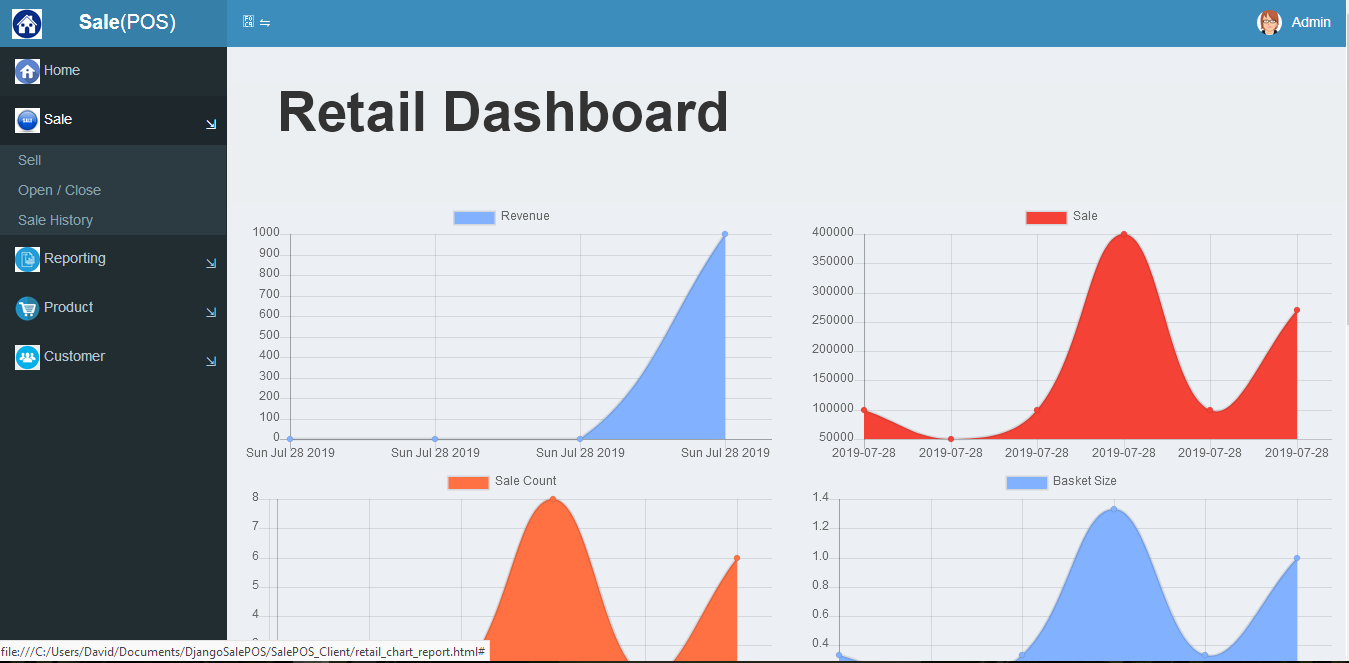 Sale(POS)
Admin
Home
Sale
Sell
Open / Close
Sale History
Reporting
Product
Customer
Retail Dashboard
Revenue
1000
900
800
700
600
500
400
300
200
100
0
Sun Jul 28 2019 Sun Jul 28 2019 Sun Jul 28 2019 Sun Jul 28 2019
Sale
400000
350000
300000
250000
200000
150000
100000
50000
2019-07-28 2019-07-28 2019-07-28 2019-07-28 2019-07-28 2019-07-28
Sale Count
8
7
6
5
4
Basket Size
1.4
1.2
1.0
0.8
0.6
0.4
file:///C:/Users/David/Documents/DjangoSalePOS/SalePOS_Client/retail_chart_report.html#